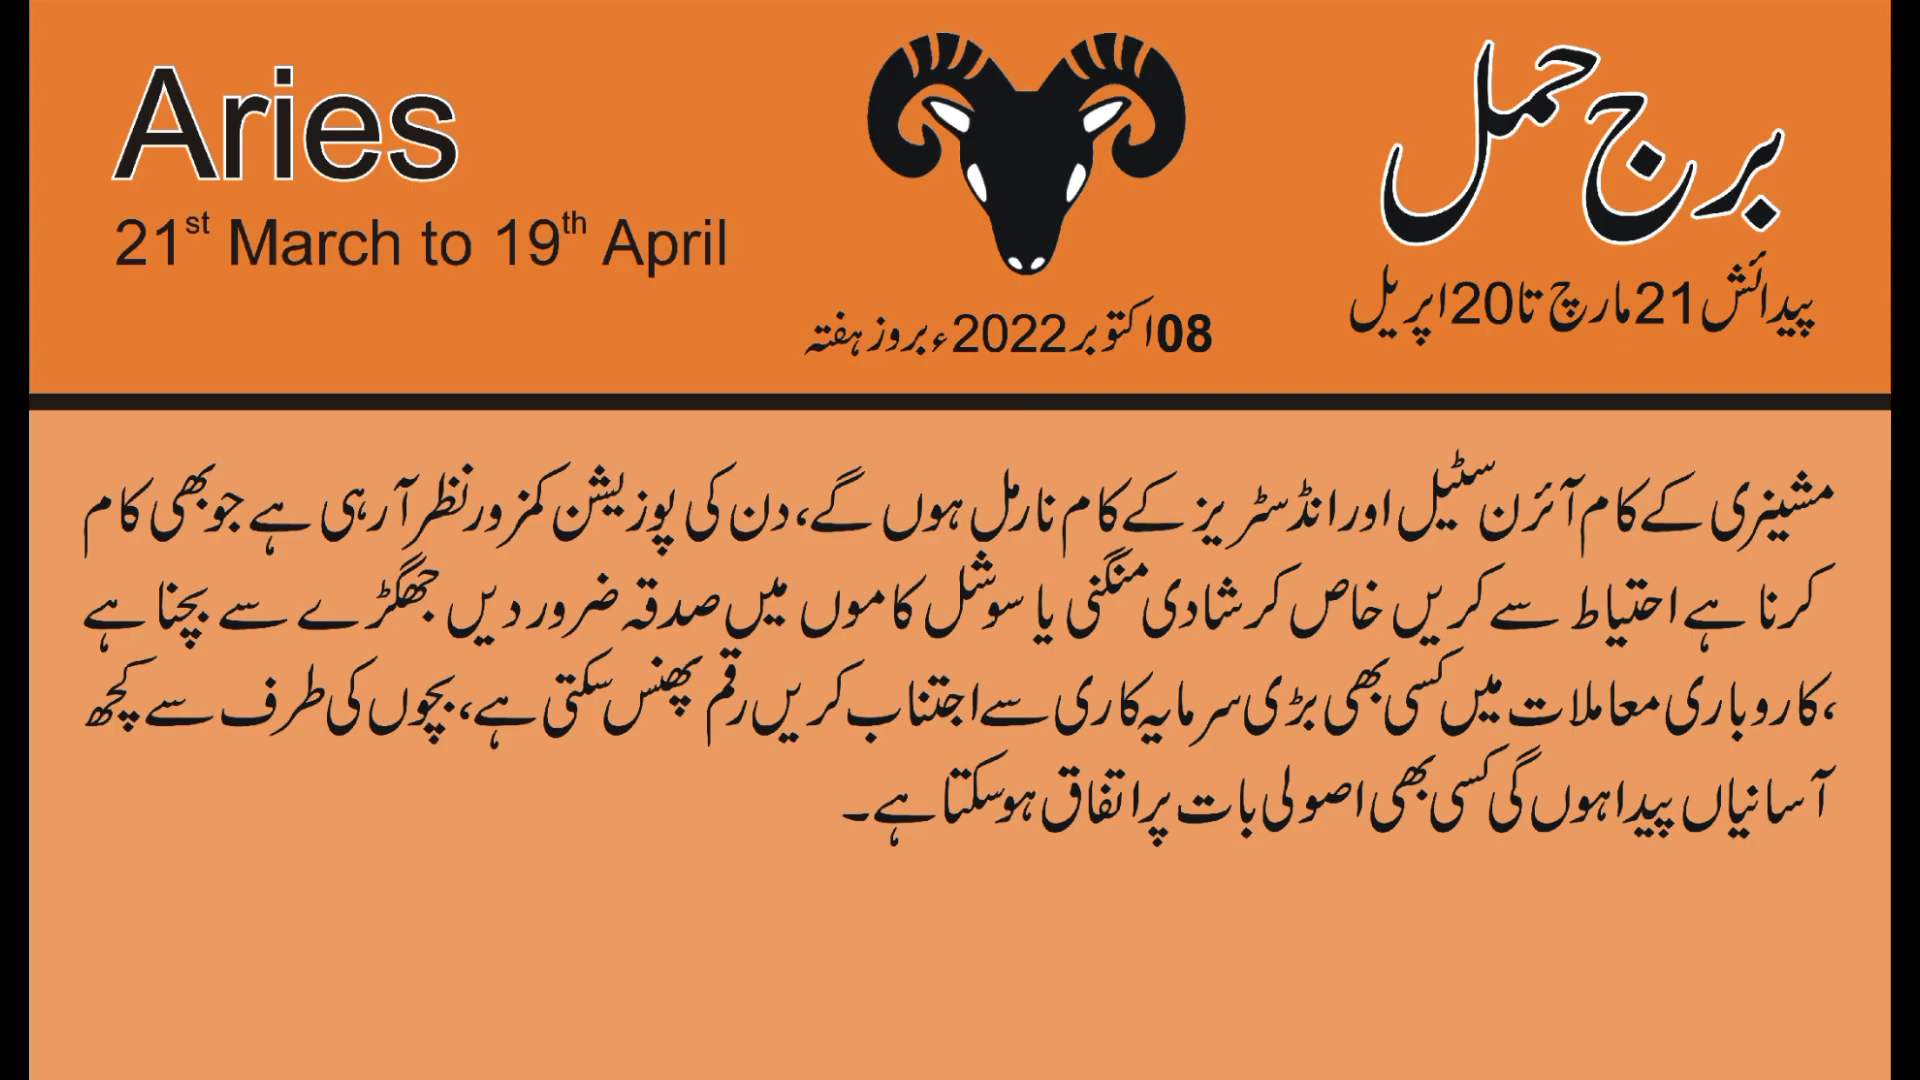 Aries
21st March to 19th April
برج حمل
پیدائش 21 مارچ تا 20 اپریل
08 اکتوبر 2022ء بروز ہفتہ
مشینری کے کام آئرن سٹیل اور انڈسٹریز کے کام نارمل ہوں گے، دن کی پوزیشن کمزور نظر آرہی ہے جو بھی کام
کرنا ہے احتیاط سے کریں خاص کر شادی منگنی یا سوشل کاموں میں صدقہ ضرور دیں جھگڑے سے بچنا ہے
،کاروباری معاملات میں کسی بھی بڑی سرمایہ کاری سے اجتناب کریں رقم پھنس سکتی ہے، بچوں کی طرف سے کچھ
آسانیاں پیدا ہوں گی کسی بھی اصولی بات پر اتفاق ہوسکتا ہے۔